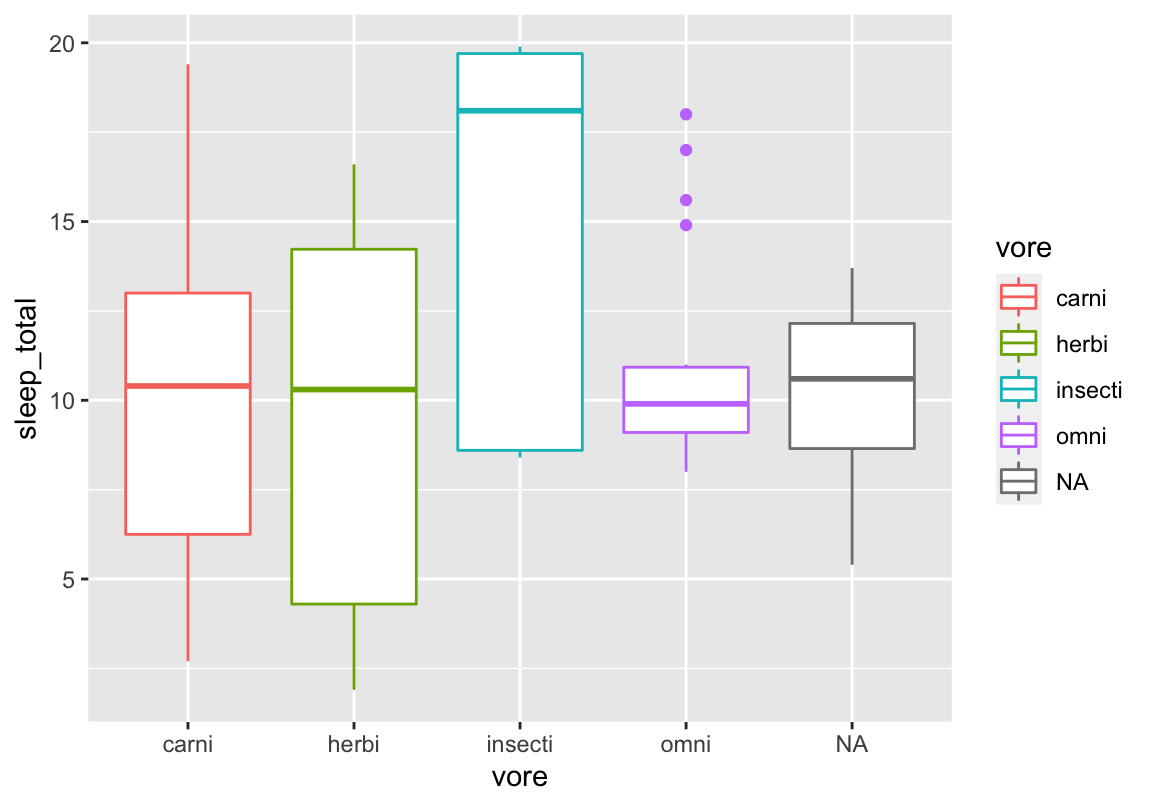 sleep_total
20
15
10
5
carni herbi insecti omni NA
vore
vore
carni
herbi
insecti
omni
NA